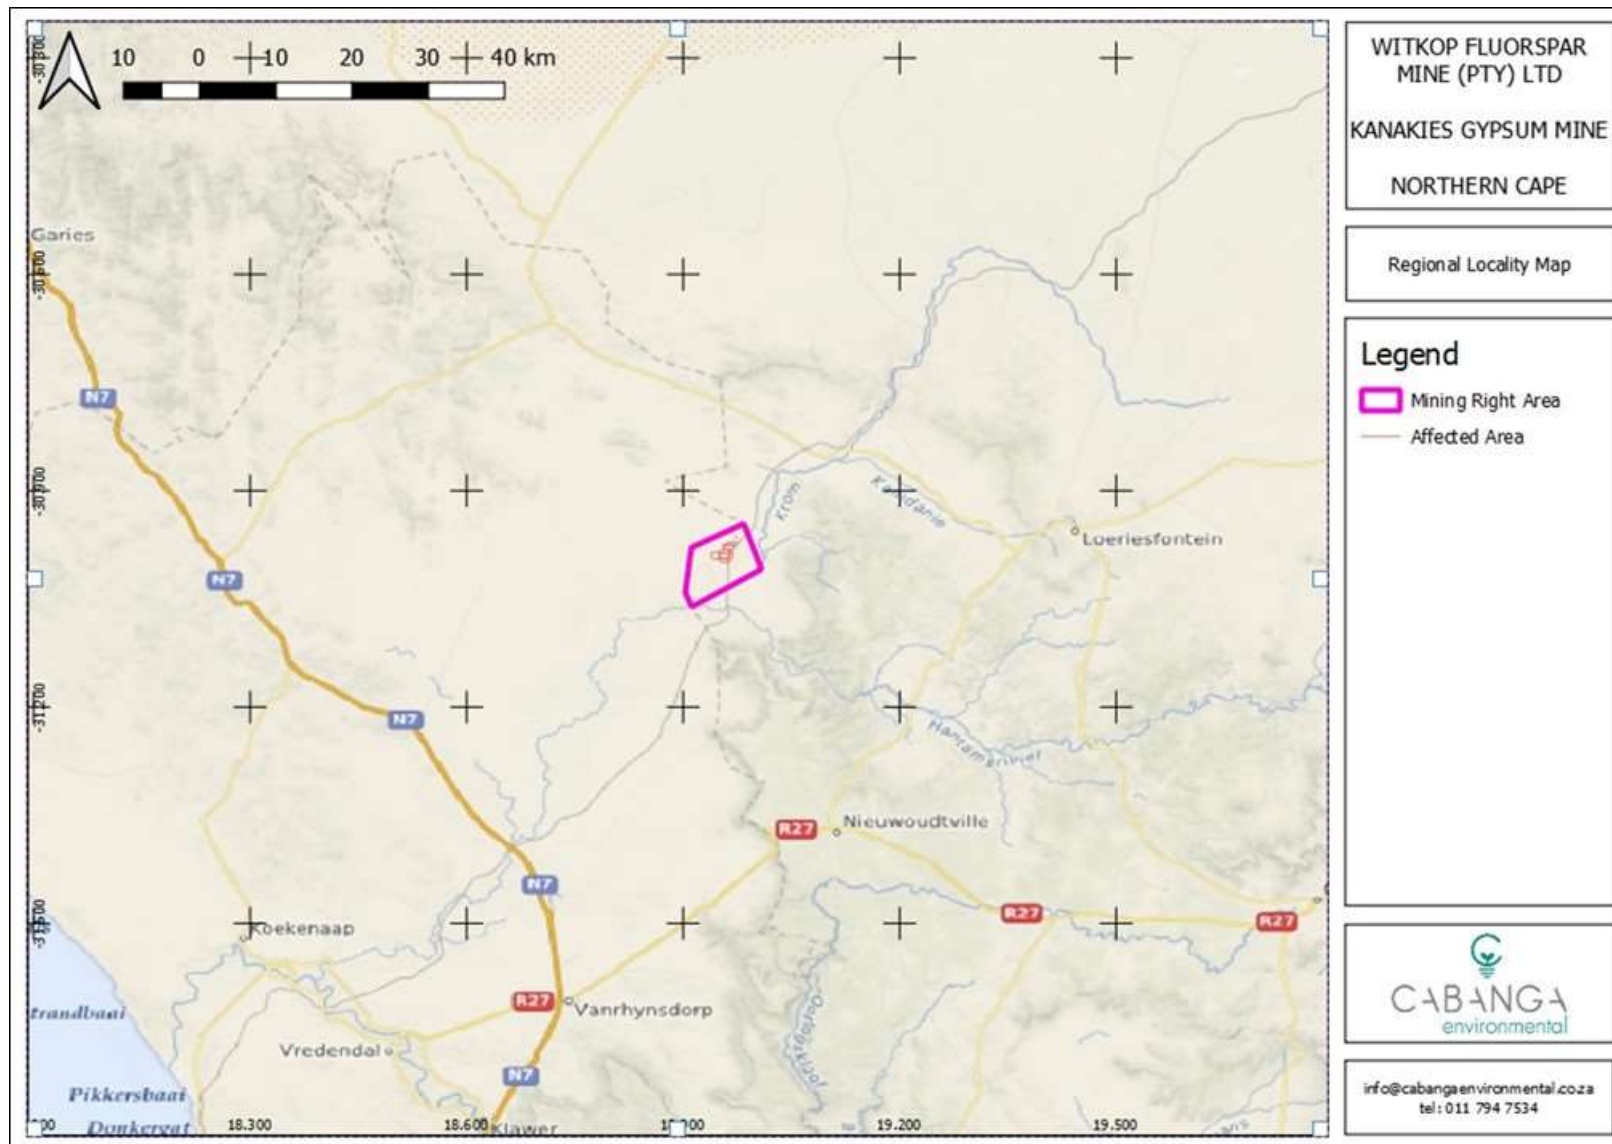 10 0 10 20 30 40 km
Garies
N7
N7
N7
N7
N7
Krom
Loeriesfontein
R27
Nieuwoudtville
R27
R27
Koekenaap
R27
Vanrhynsdorp
Vredendal
trandbaai
Pikkersbaai
Donkergat
Klawer
18.300
18.600
19.200
19.500
WITKOP FLUORSPAR
MINE (PTY) LTD
KANAKIES GYPSUM MINE
NORTHERN CAPE
Regional Locality Map
Legend
Mining Right Area
Affected Area
CABANGA
environmental
info@cabangaenvironmental.co.za
tel: 011 794 7534